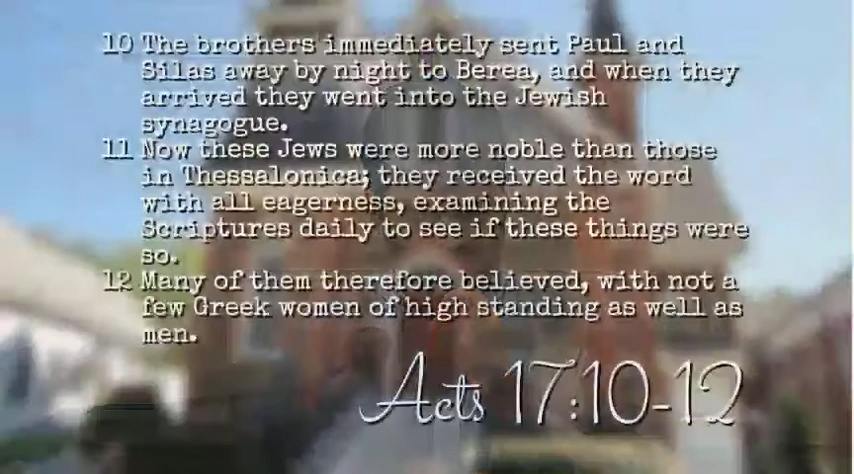 10 The brothers immediately sent Paul and
Silas away by night to Berea, and when they
arrived they went into the Jewish
synagogue.
11 Now these Jews were more noble than those
in Thessalonica; they received the word
with all eagerness, examining the
Scriptures daily to see if these things were
so.
12 Many of them therefore believed, with not a
few Greek women of high standing as well as
men.
Acts 17:10-12